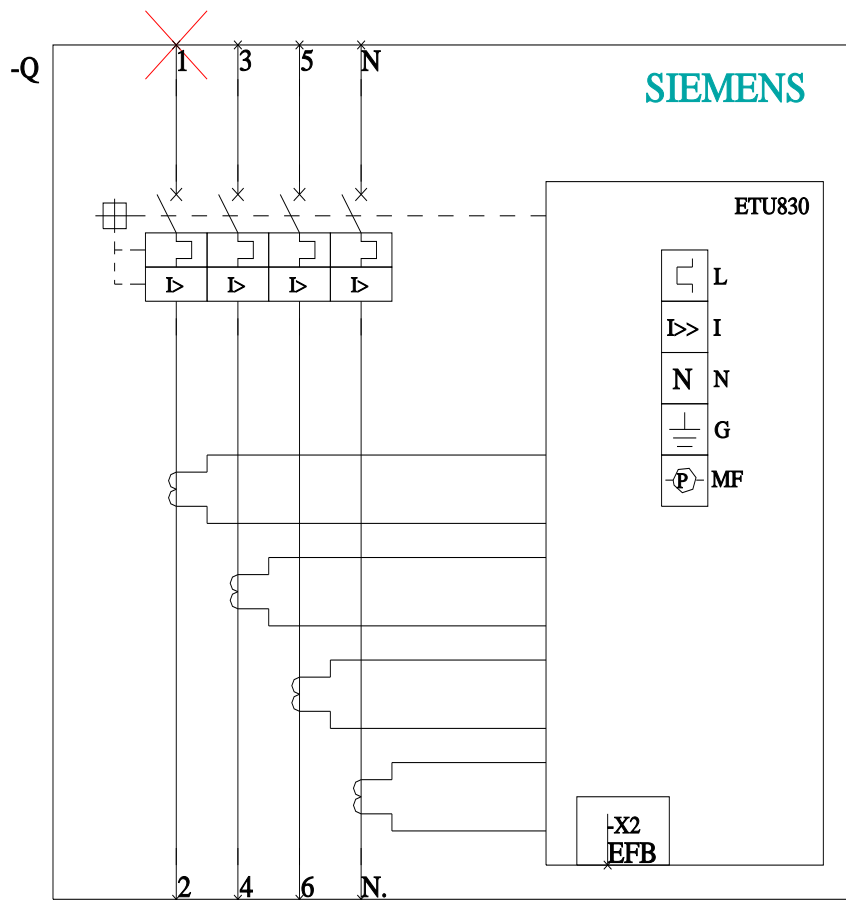 1 3 5 N
-Q
SIEMENS
ETU830
I> I> I> I>
L
I>> I
N N
G
P MF
-X2
EFB
2 4 6 N.